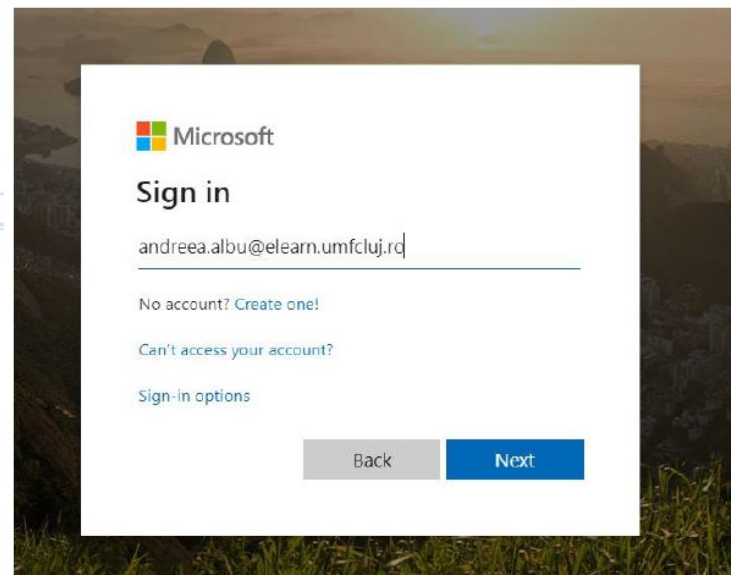 Microsoft
Sign in
andreea.albu@elearn.umfcluj.ro
No account? Create one!
Can't access your account?
Sign-in options
Back Next